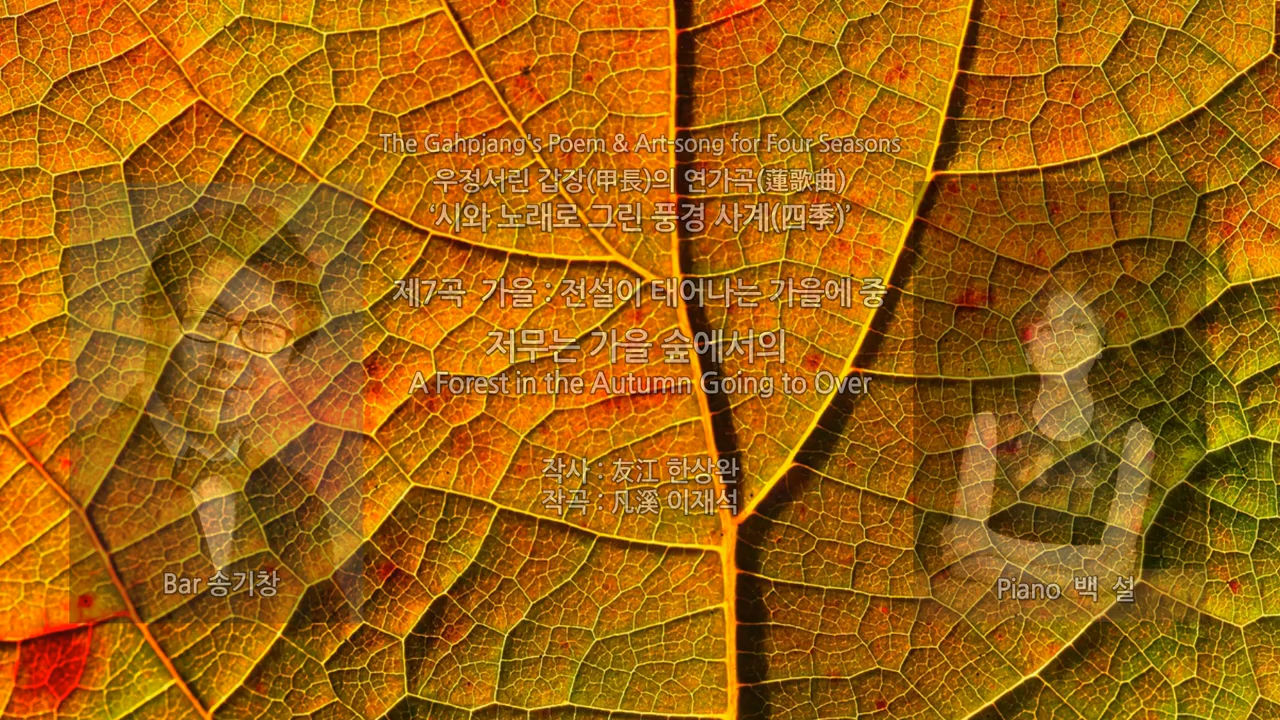 The Gahpjang's Poem & Art-song for Four Seasons
우정서린 갑장(甲長)의 연가곡(蓮歌曲)
‘시와 노래로 그린 풍경 사계(四季)’
제7곡 가을 : 전설이 태어나는 가을에 중
저무는 가을 숲에서의
A Forest in the Autumn Going to Over
작사 : 友江 한상완
작곡 : 凡溪 이재석
Bar 송기창
Piano 백 설